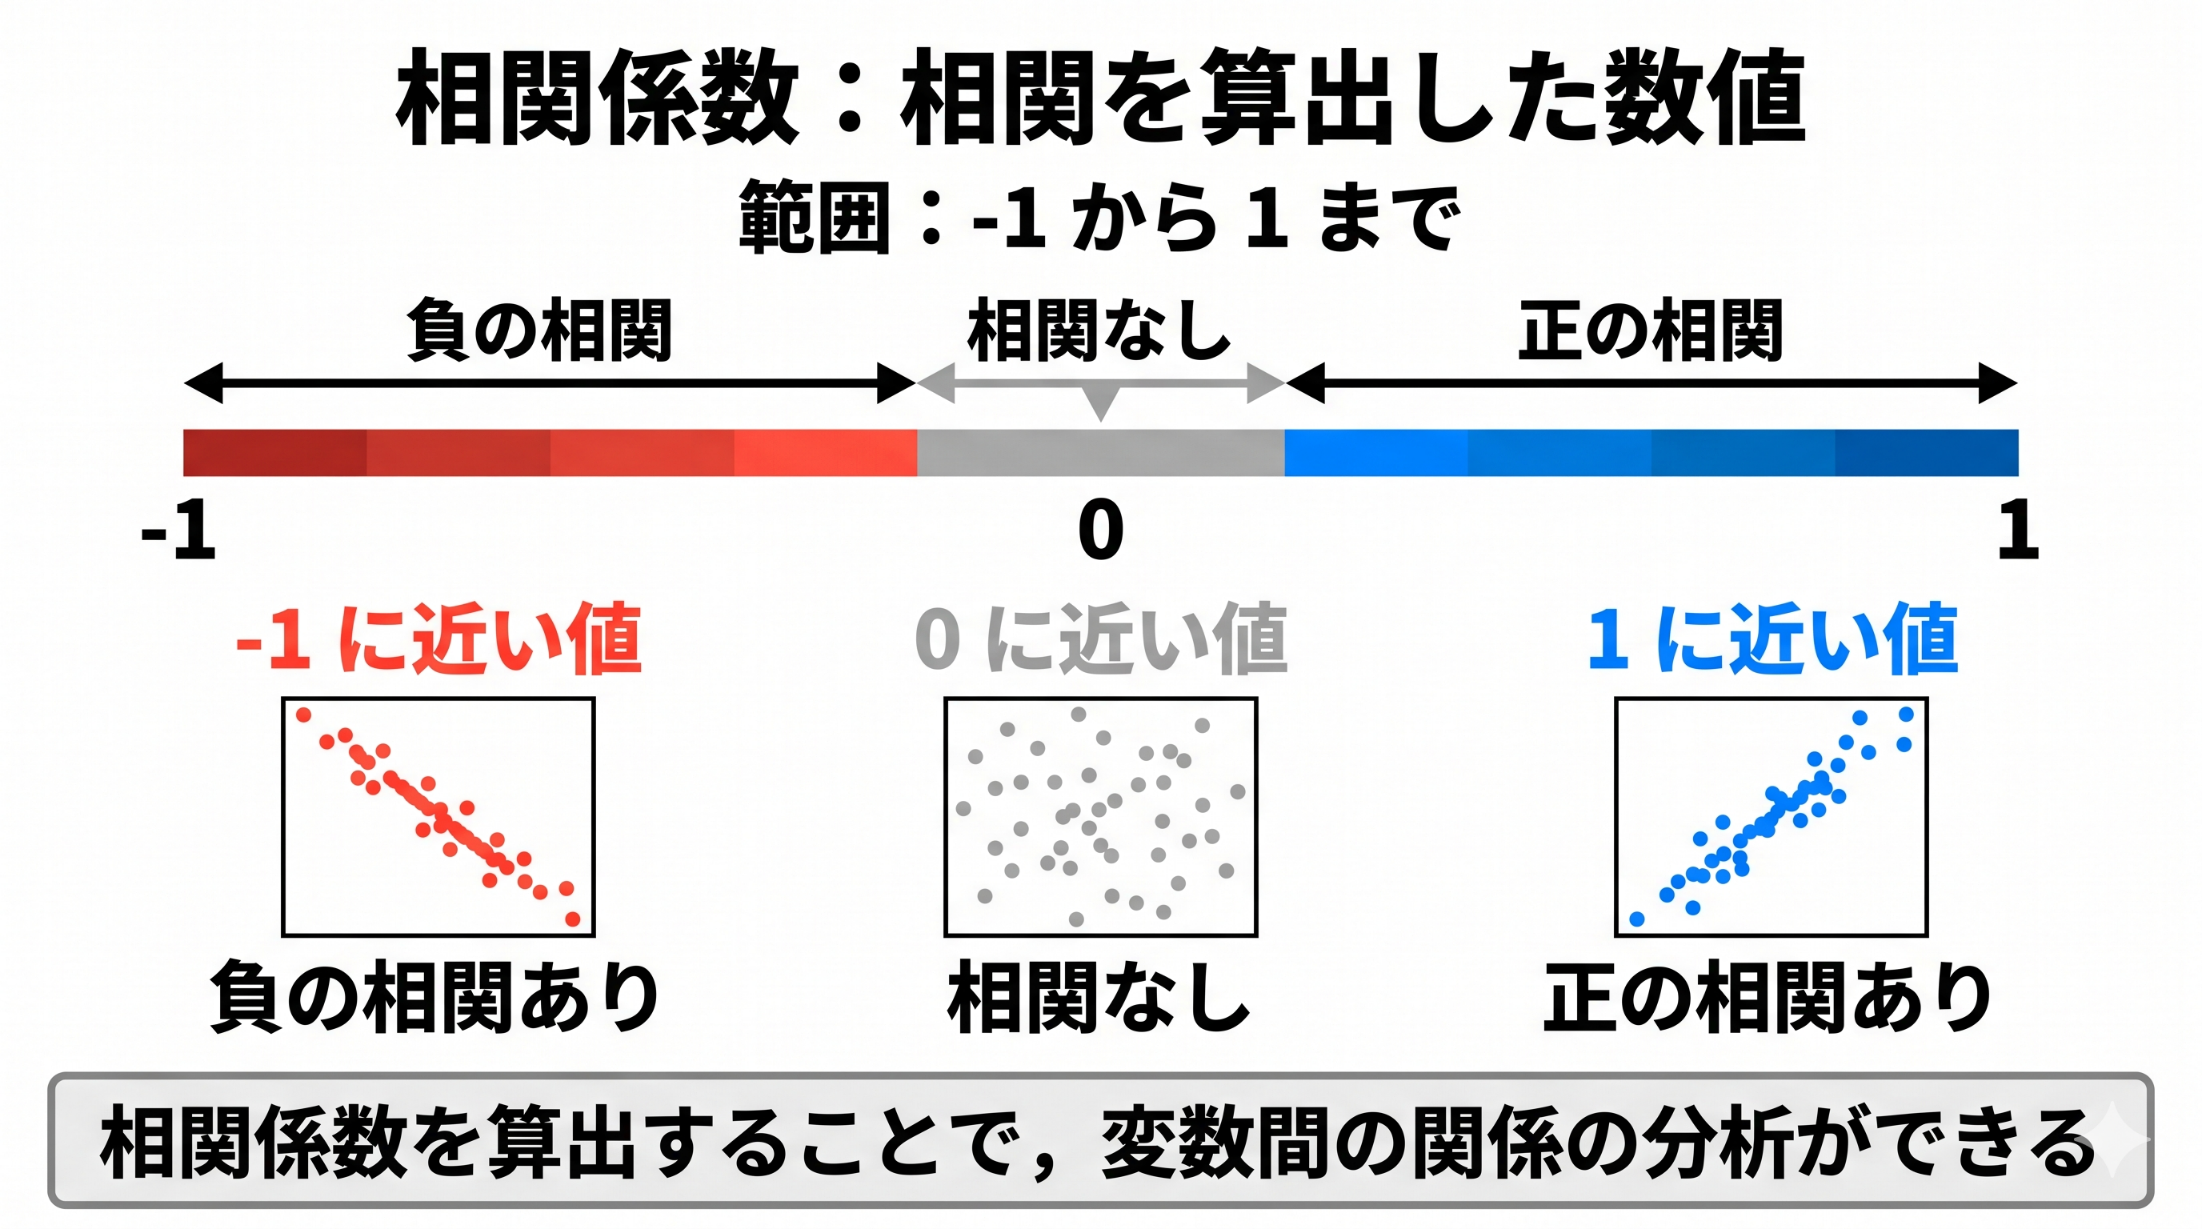 相関係数：相関を算出した数値
範囲：-1 から 1 まで
負の相関
相関なし
正の相関
-1
0
1
-1 に近い値
0 に近い値
1 に近い値
負の相関あり
相関なし
正の相関あり
相関係数を算出することで，変数間の関係の分析ができる